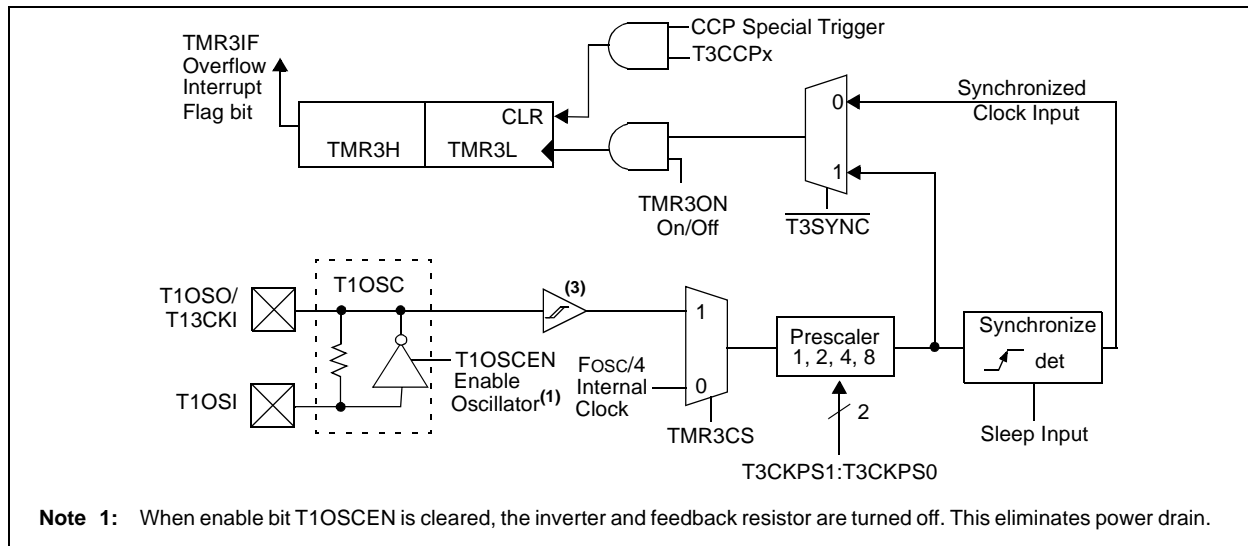 CCP Special Trigger
T3CCPx
TMR3IF
Overflow
Interrupt
Flag bit
CLR
TMR3H
TMR3L
TMR3ON
On/Off
0
1
T3SYNC
Synchronized
Clock Input
T1OSO/
T13CKI
T1OSI
T1OSC
T1OSCEN
Enable
Oscillator(1)
(3)
FOSC/4
Internal
Clock
1
0
TMR3CS
Prescaler
1, 2, 4, 8
2
T3CKPS1:T3CKPS0
Synchronize
det
Sleep Input
Note 1: When enable bit T1OSCEN is cleared, the inverter and feedback resistor are turned off. This eliminates power drain.